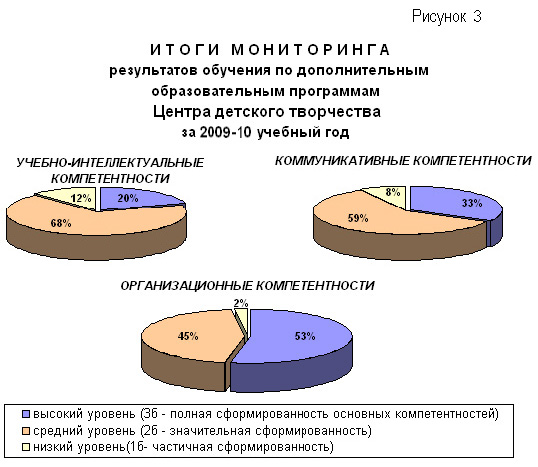 Рисунок 3
ИТОГИ МОНИТОРИНГА
результатов обучения по дополнительным
образовательным программам
Центра детского творчества
за 2009-10 учебный год
УЧЕБНО-ИНТЕЛЛЕКТУАЛЬНЫЕ
КОМПЕТЕНТНОСТИ
12%
20%
68%
КОММУНИКАТИВНЫЕ КОМПЕТЕНТНОСТИ
8%
33%
59%
ОРГАНИЗАЦИОННЫЕ КОМПЕТЕНТНОСТИ
2%
45%
53%
высокий уровень (3б - полная сформированность основных компетентностей)
средний уровень (2б - значительная сформированность)
низкий уровень(1б- частичная сформированность)